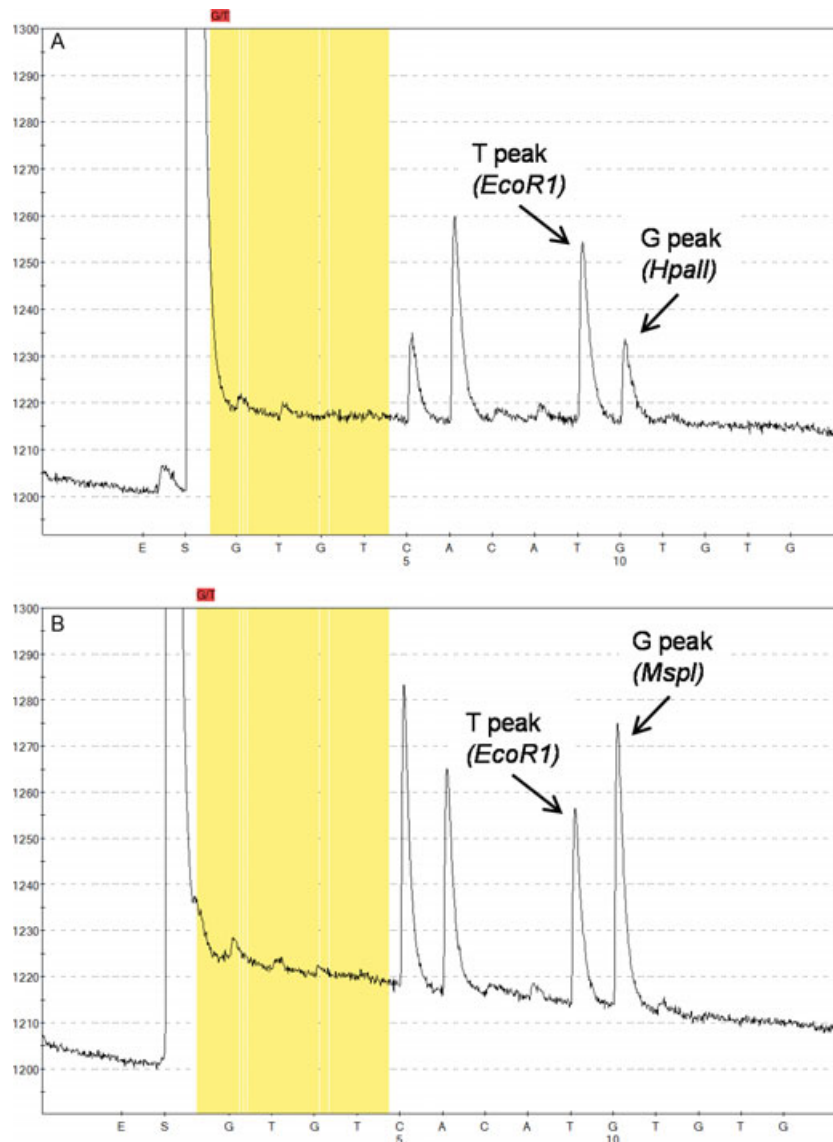 G/T
A
1300
1290
1280
1270
1260
1250
1240
1230
1220
1210
1200
T peak
(EcoR1)
G peak
(HpaII)
E S G T G T C A C A T G T G T G
5 10
G/T
B
1300
1290
1280
1270
1260
1250
1240
1230
1220
1210
1200
G peak
(MspI)
T peak
(EcoR1)
E S G T G T C A C A T G T G T G
5 10